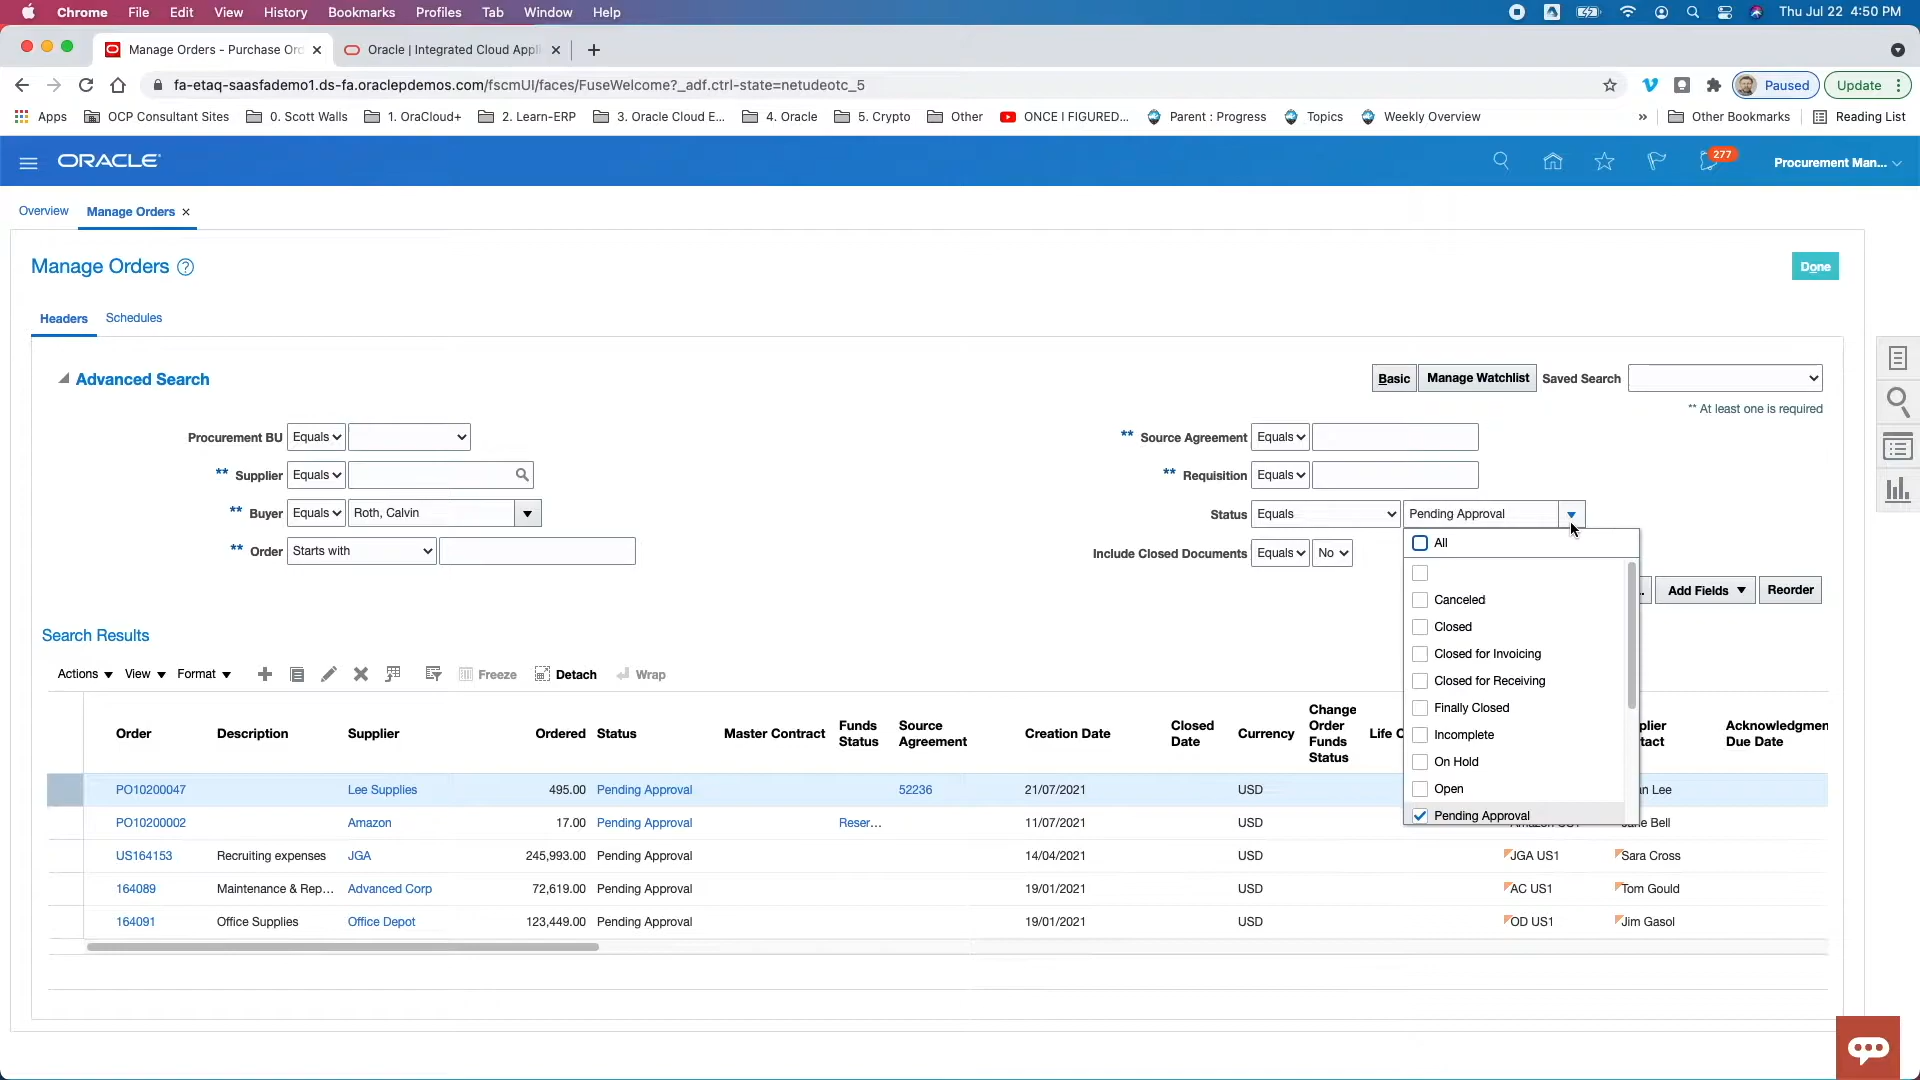 Chrome File Edit View History Bookmarks Profiles Tab Window Help Thu Jul 22 4:50 PM
Manage Orders - Purchase Ord Oracle | Integrated Cloud Appli
fa-etaq-saasfademo1.ds-fa.oraclepdemos.com/fscmUI/faces/FuseWelcome?_adf.ctrl-state=netudeotc_5 Paused Update
Apps OCP Consultant Sites 0. Scott Walls 1. OraCloud+ 2. Learn-ERP 3. Oracle Cloud E... 4. Oracle 5. Crypto Other ONCE I FIGURED... Parent : Progress Topics Weekly Overview » Other Bookmarks Reading List
ORACLE 277 Procurement Man...
Overview Manage Orders
Manage Orders ? Done
Headers Schedules
Advanced Search Basic Manage Watchlist Saved Search
** At least one is required
Procurement BU Equals ** Source Agreement Equals
** Supplier Equals ** Requisition Equals
** Buyer Equals Roth, Calvin Status Equals Pending Approval
** Order Starts with Include Closed Documents Equals No
All
Canceled
Closed
Closed for Invoicing
Closed for Receiving
Finally Closed
Incomplete
On Hold
Open
Pending Approval
.. Add Fields Reorder
Search Results
Actions View Format Freeze Detach Wrap
Order Description Supplier Ordered Status Master Contract Funds Status Source Agreement Creation Date Closed Date Currency Change Order Funds Status Life C plier tact Acknowledgmen Due Date
PO10200047 Lee Supplies 495.00 Pending Approval 52236 21/07/2021 USD an Lee
PO10200002 Amazon 17.00 Pending Approval Reser... 11/07/2021 USD Bell
US164153 Recruiting expenses JGA 245,993.00 Pending Approval 14/04/2021 USD JGA US1 Sara Cross
164089 Maintenance & Rep... Advanced Corp 72,619.00 Pending Approval 19/01/2021 USD AC US1 Tom Gould
164091 Office Supplies Office Depot 123,449.00 Pending Approval 19/01/2021 USD OD US1 Jim Gasol